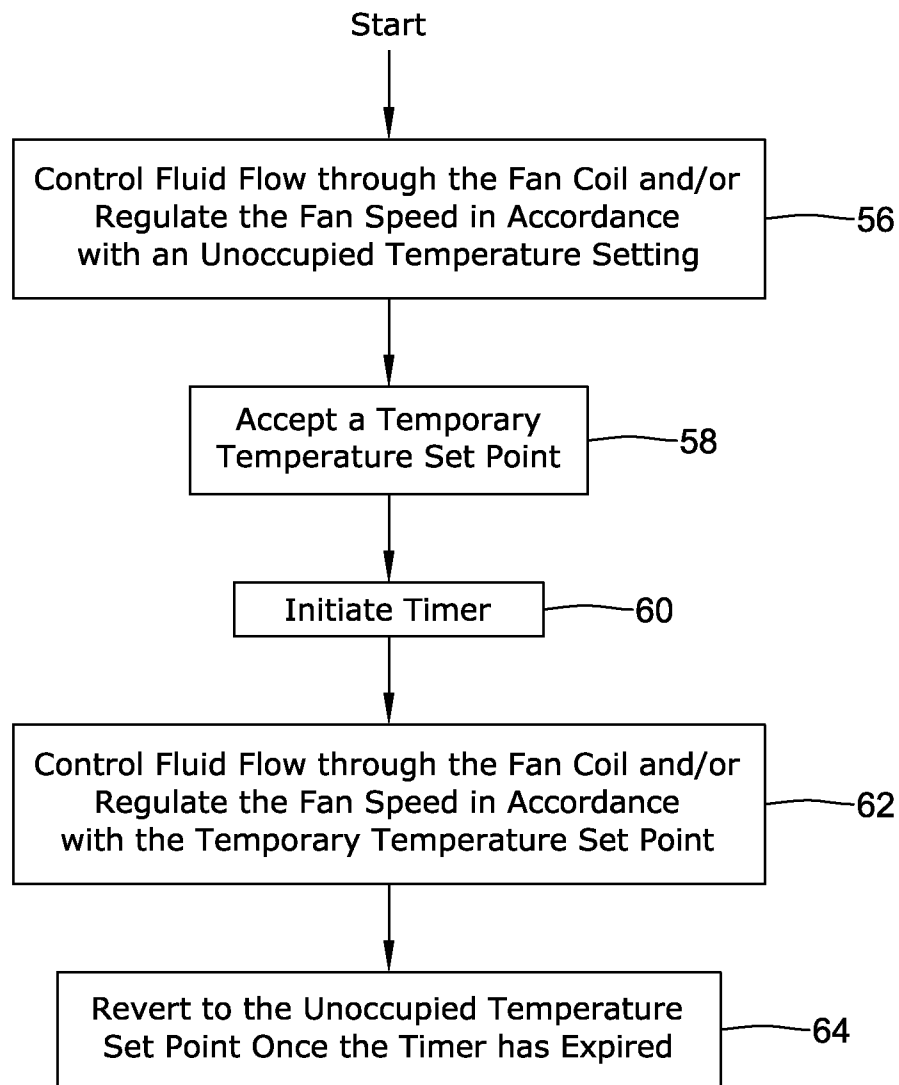 Start
Control Fluid Flow through the Fan Coil and/or
Regulate the Fan Speed in Accordance
with an Unoccupied Temperature Setting
56
Accept a Temporary
Temperature Set Point
58
Initiate Timer
60
Control Fluid Flow through the Fan Coil and/or
Regulate the Fan Speed in Accordance
with the Temporary Temperature Set Point
62
Revert to the Unoccupied Temperature
Set Point Once the Timer has Expired
64